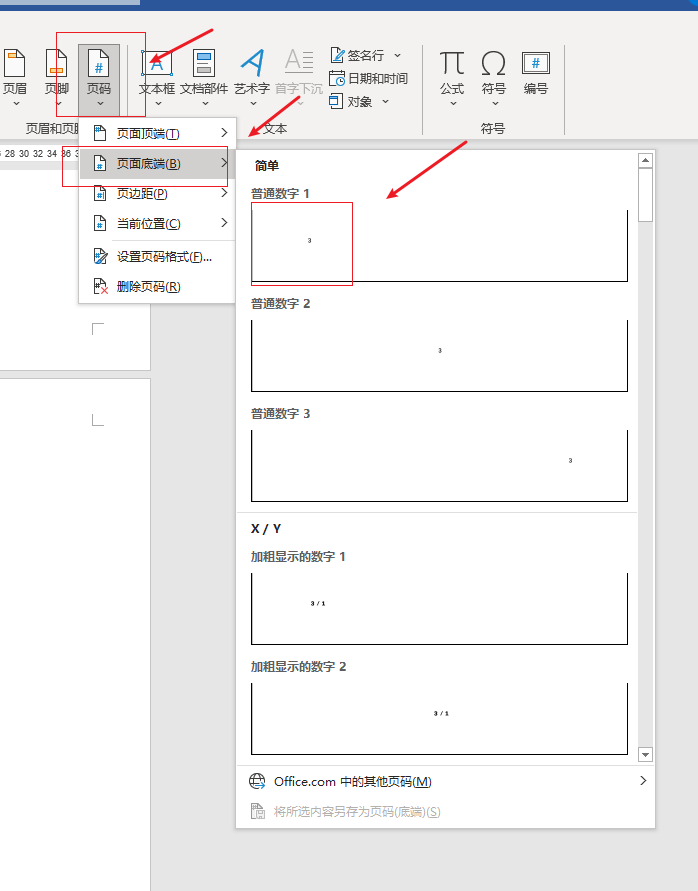 签名行
日期和时间
对象
页眉 页脚 页码 文本框 文档部件 艺术字 首字下沉 公式 符号 编号
页眉和页脚 文本 符号
28 30 32 34 36
页面顶端(T)
页面底端(B)
页边距(P)
当前位置(C)
设置页码格式(F)...
删除页码(R)
简单
普通数字 1
3
普通数字 2
3
普通数字 3
3
X / Y
加粗显示的数字 1
3 / 1
加粗显示的数字 2
3 / 1
Office.com 中的其他页码(M)
将所选内容另存为页码(底端)(S)